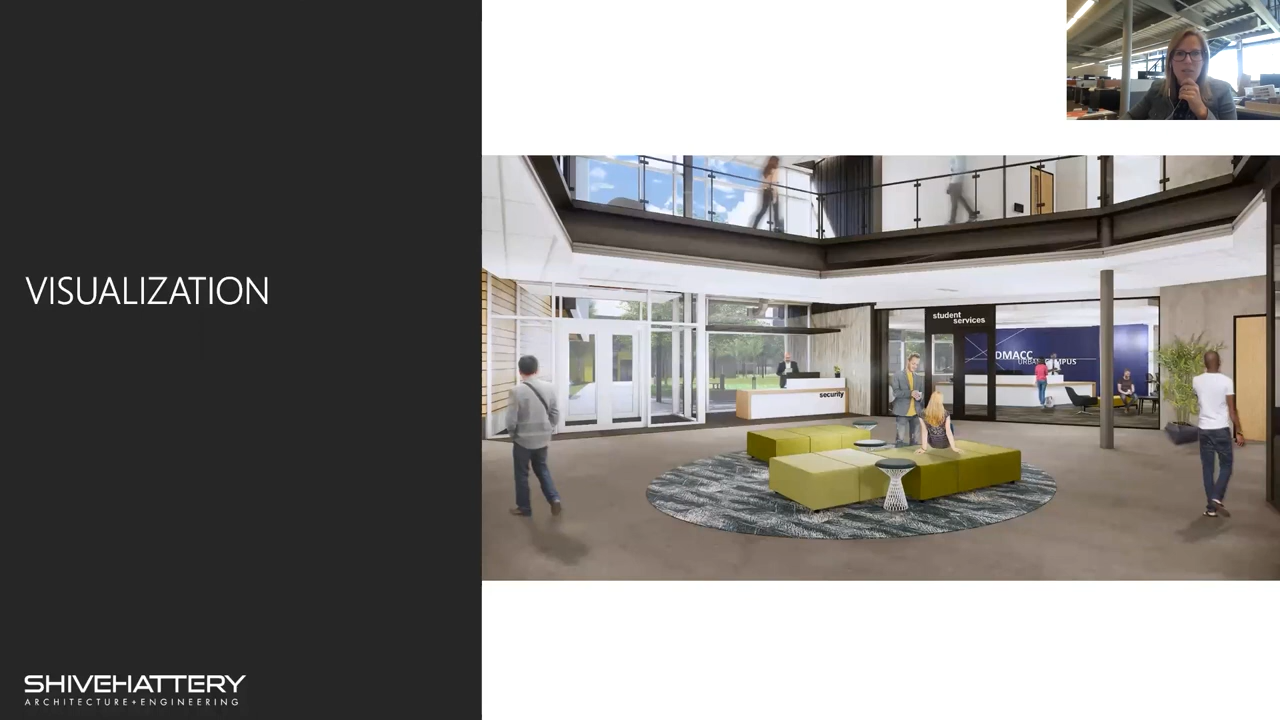 VISUALIZATION
student
services
DMACC
URBAN CAMPUS
security
SHIVEHATTERY
ARCHITECTURE+ENGINEERING